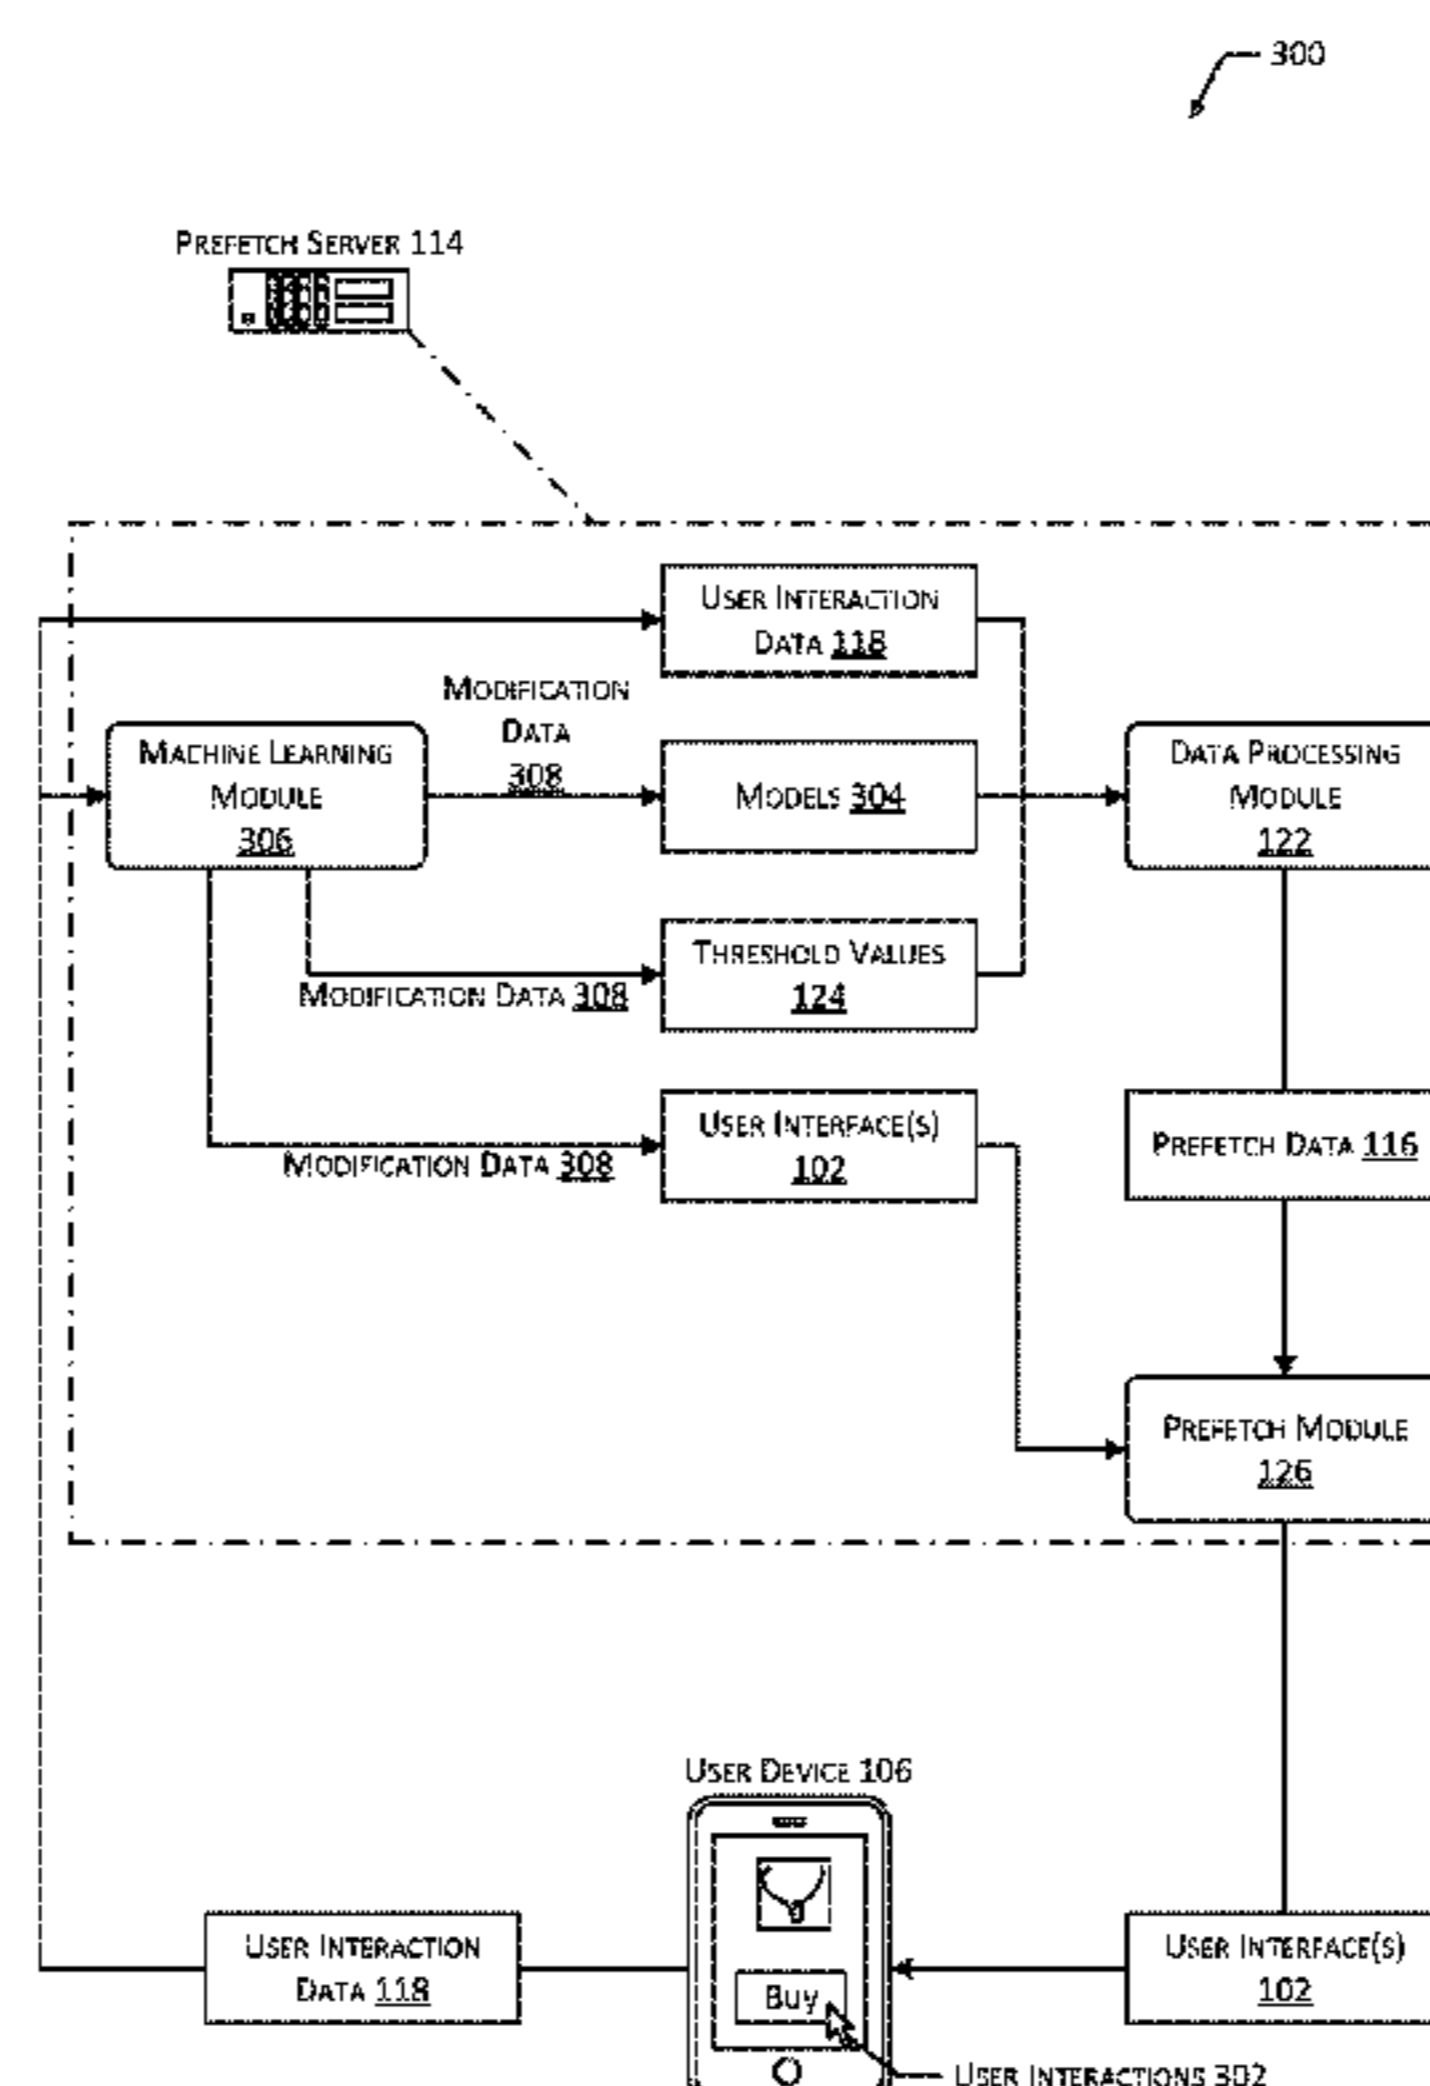 300
PREFETCH SERVER 114
USER INTERACTION
DATA 118
MODIFICATION
DATA
308
MACHINE LEARNING
MODULE
306
MODELS 304
DATA PROCESSING
MODULE
122
THRESHOLD VALUES
124
MODIFICATION DATA 308
USER INTERFACE(S)
102
MODIFICATION DATA 308
PREFETCH DATA 116
PREFETCH MODULE
126
USER DEVICE 106
USER INTERACTION
DATA 118
Buy
USER INTERFACE(S)
102
USER INTERACTIONS 302